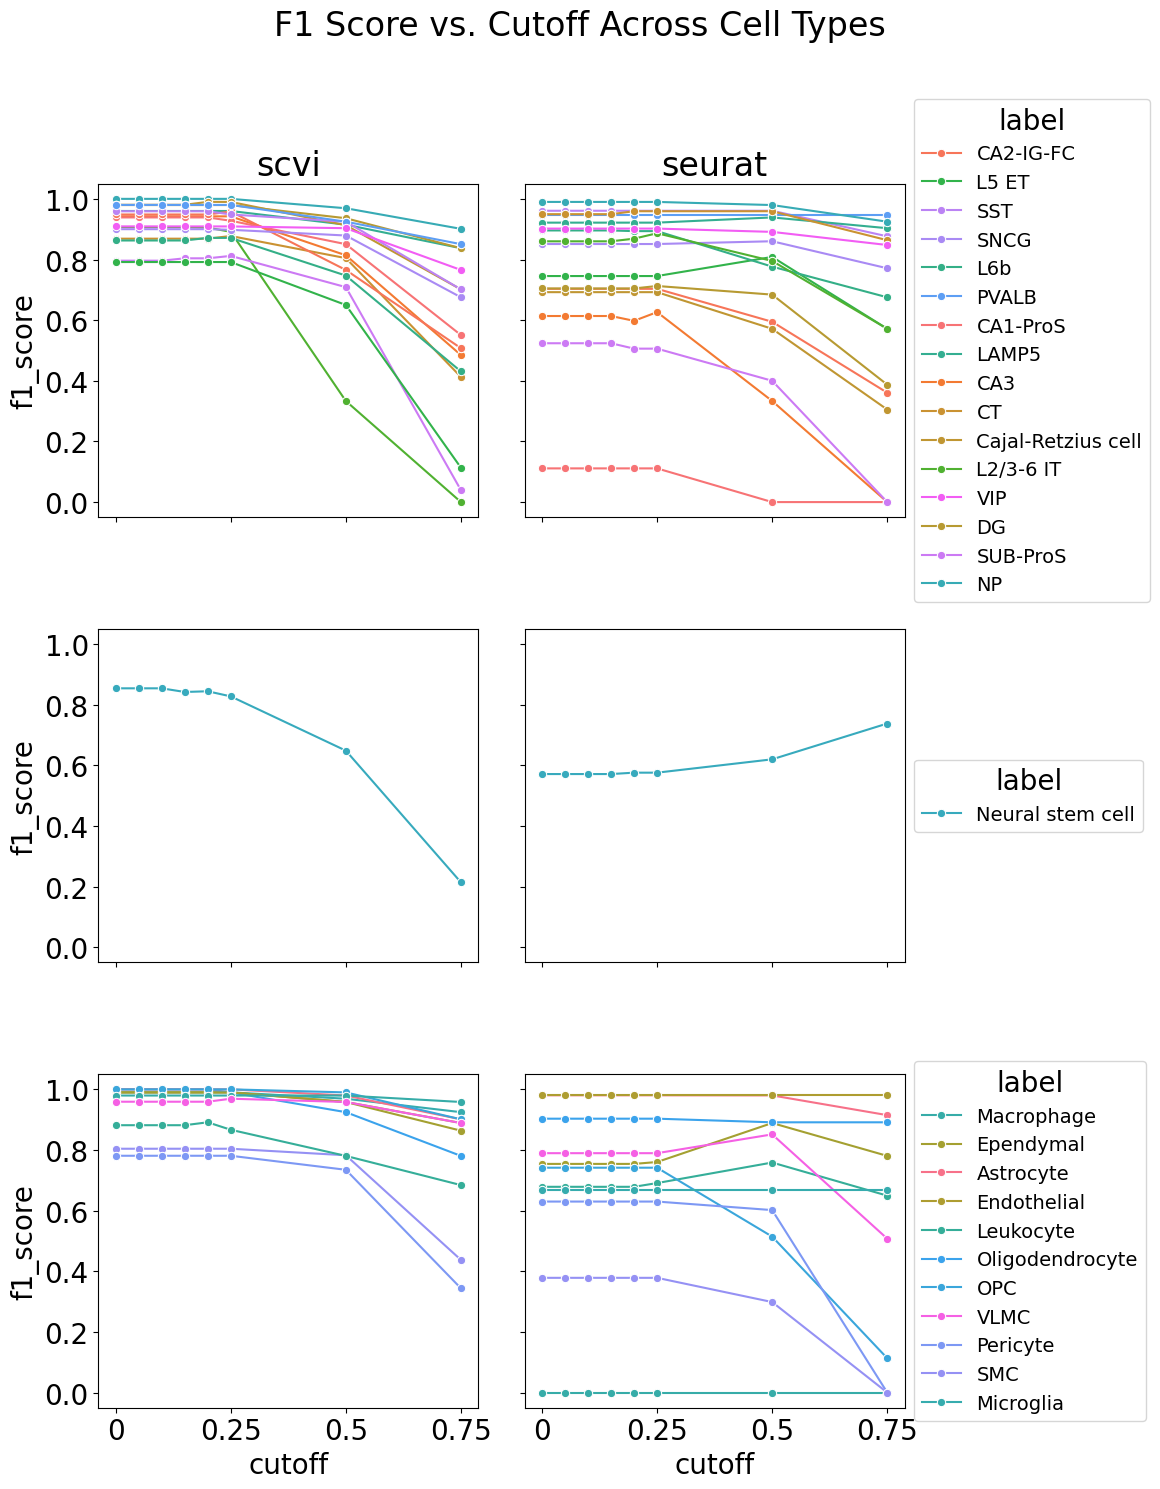 F1 Score vs. Cutoff Across Cell Types
scvi
seurat
f1_score
1.0
0.8
0.6
0.4
0.2
0.0
label
CA2-IG-FC
L5 ET
SST
SNCG
L6b
PVALB
CA1-ProS
LAMP5
CA3
CT
Cajal-Retzius cell
L2/3-6 IT
VIP
DG
SUB-ProS
NP
f1_score
1.0
0.8
0.6
0.4
0.2
0.0
label
Neural stem cell
f1_score
1.0
0.8
0.6
0.4
0.2
0.0
label
Macrophage
Ependymal
Astrocyte
Endothelial
Leukocyte
Oligodendrocyte
OPC
VLMC
Pericyte
SMC
Microglia
0 0.25 0.5 0.75
cutoff
0 0.25 0.5 0.75
cutoff